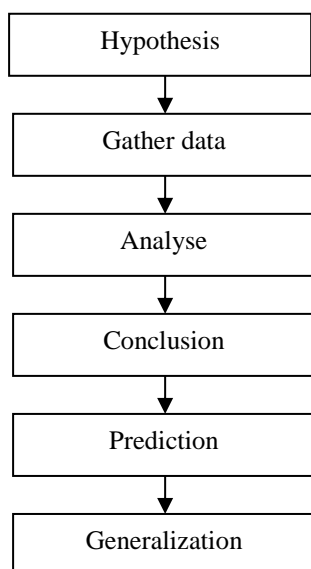 Hypothesis
Gather data
Analyse
Conclusion
Prediction
Generalization